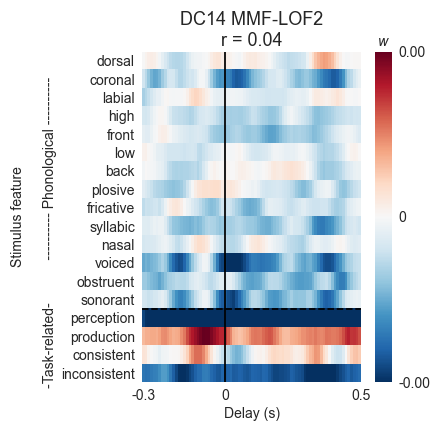 DC14 MMF-LOF2
r = 0.04
w
dorsal
coronal
labial
high
front
low
back
plosive
fricative
syllabic
nasal
voiced
obstruent
sonorant
perception
production
consistent
inconsistent
Stimulus feature
---------- Phonological ----------
-Task-related-
0.00
0
-0.00
-0.3
0
0.5
Delay (s)